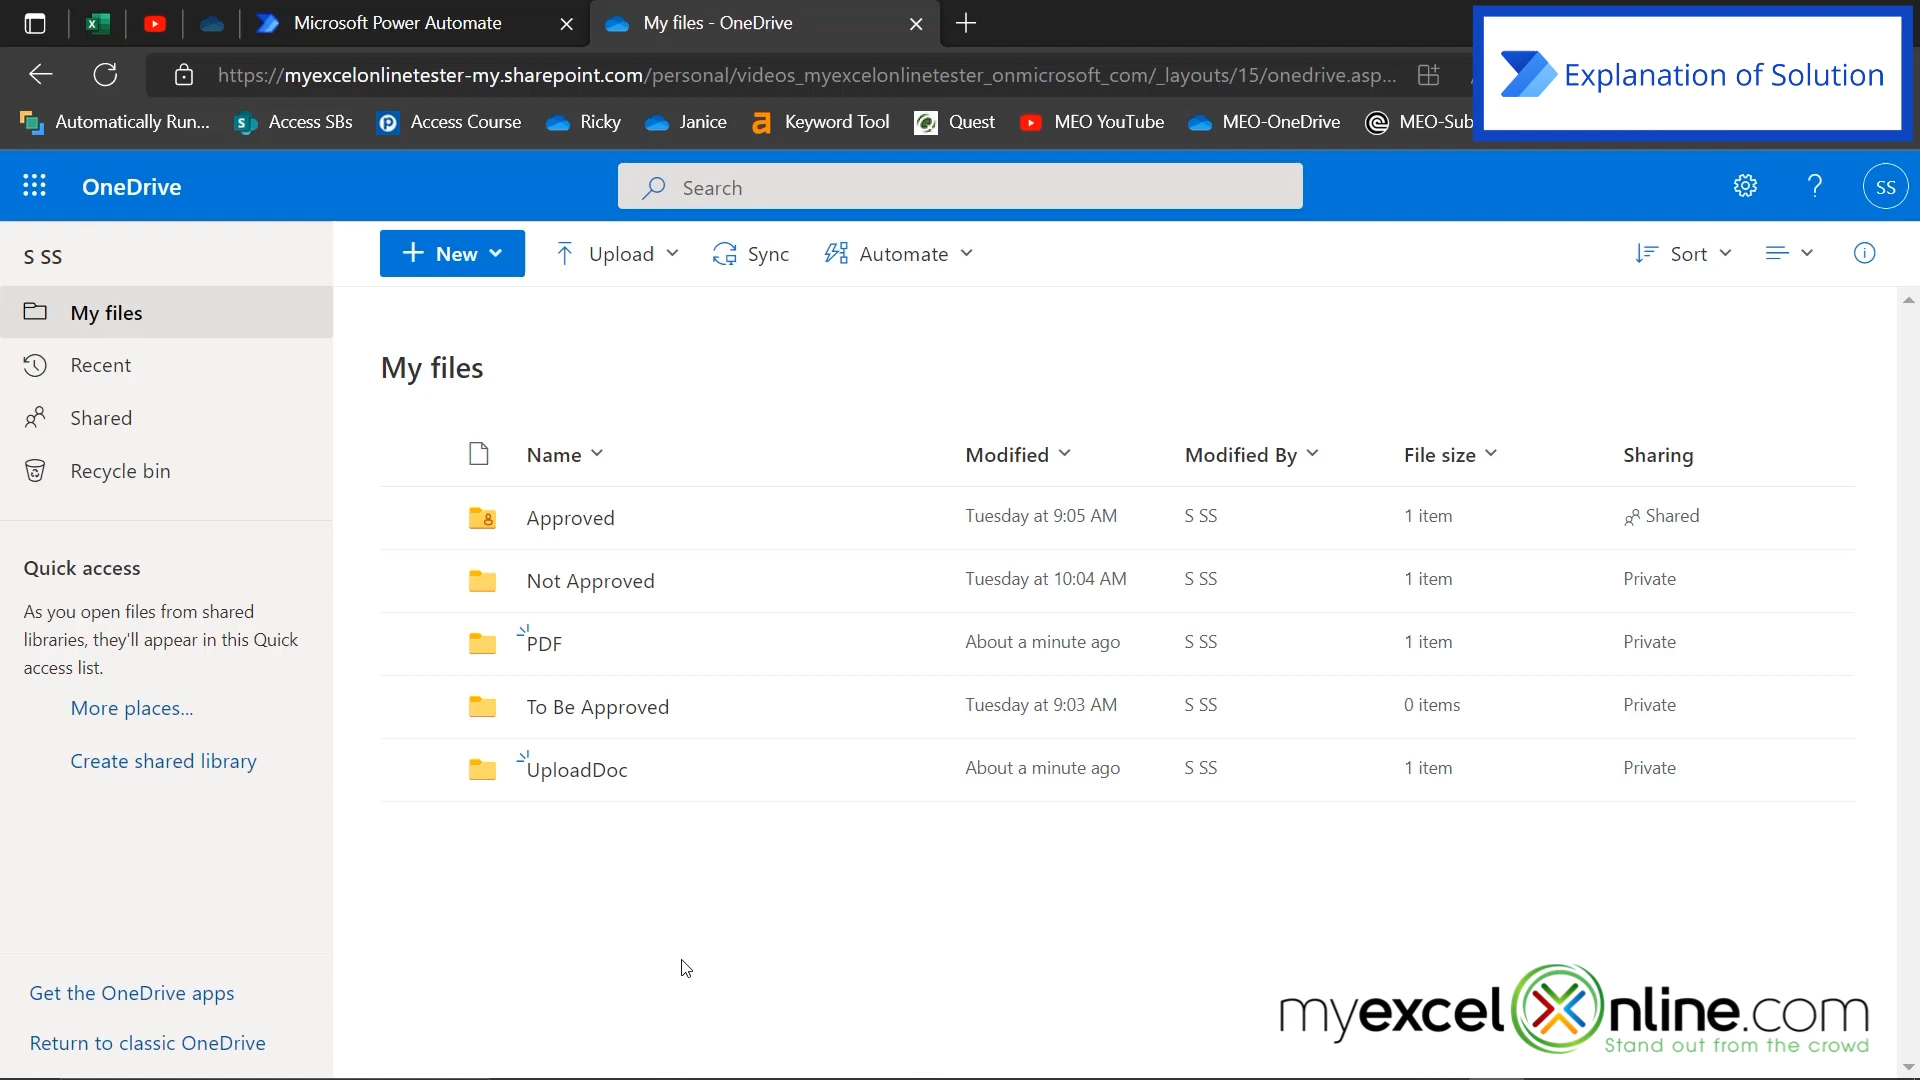 Microsoft Power Automate
My files - OneDrive
https://myexcelonlinetester-my.sharepoint.com/personal/videos_myexcelonlinetester_onmicrosoft_com/_layouts/15/onedrive.asp...
Explanation of Solution
Automatically Run... Access SBs Access Course Ricky Janice Keyword Tool Quest MEO YouTube MEO-OneDrive MEO-Sub
OneDrive
Search
? SS
S SS
New Upload Sync Automate Sort
My files
Recent
Shared
Recycle bin
Quick access
As you open files from shared
libraries, they'll appear in this Quick
access list.
More places...
Create shared library
Get the OneDrive apps
Return to classic OneDrive
My files
Name Modified Modified By File size Sharing
Approved Tuesday at 9:05 AM S SS 1 item Shared
Not Approved Tuesday at 10:04 AM S SS 1 item Private
PDF About a minute ago S SS 1 item Private
To Be Approved Tuesday at 9:03 AM S SS 0 items Private
UploadDoc About a minute ago S SS 1 item Private
myexcelOnline.com
Stand out from the crowd